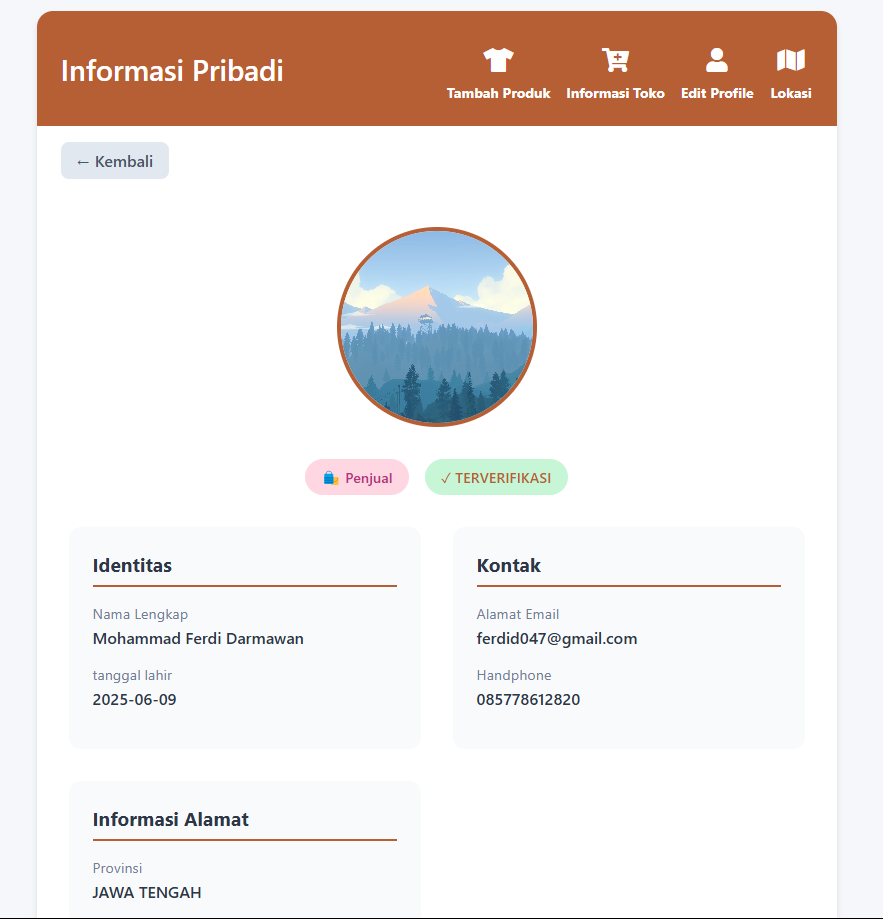 Informasi Pribadi
Tambah Produk
Informasi Toko
Edit Profile
Lokasi
← Kembali
Penjual
✓ TERVERIFIKASI
Identitas
Nama Lengkap
Mohammad Ferdi Darmawan
tanggal lahir
2025-06-09
Kontak
Alamat Email
ferdid047@gmail.com
Handphone
085778612820
Informasi Alamat
Provinsi
JAWA TENGAH